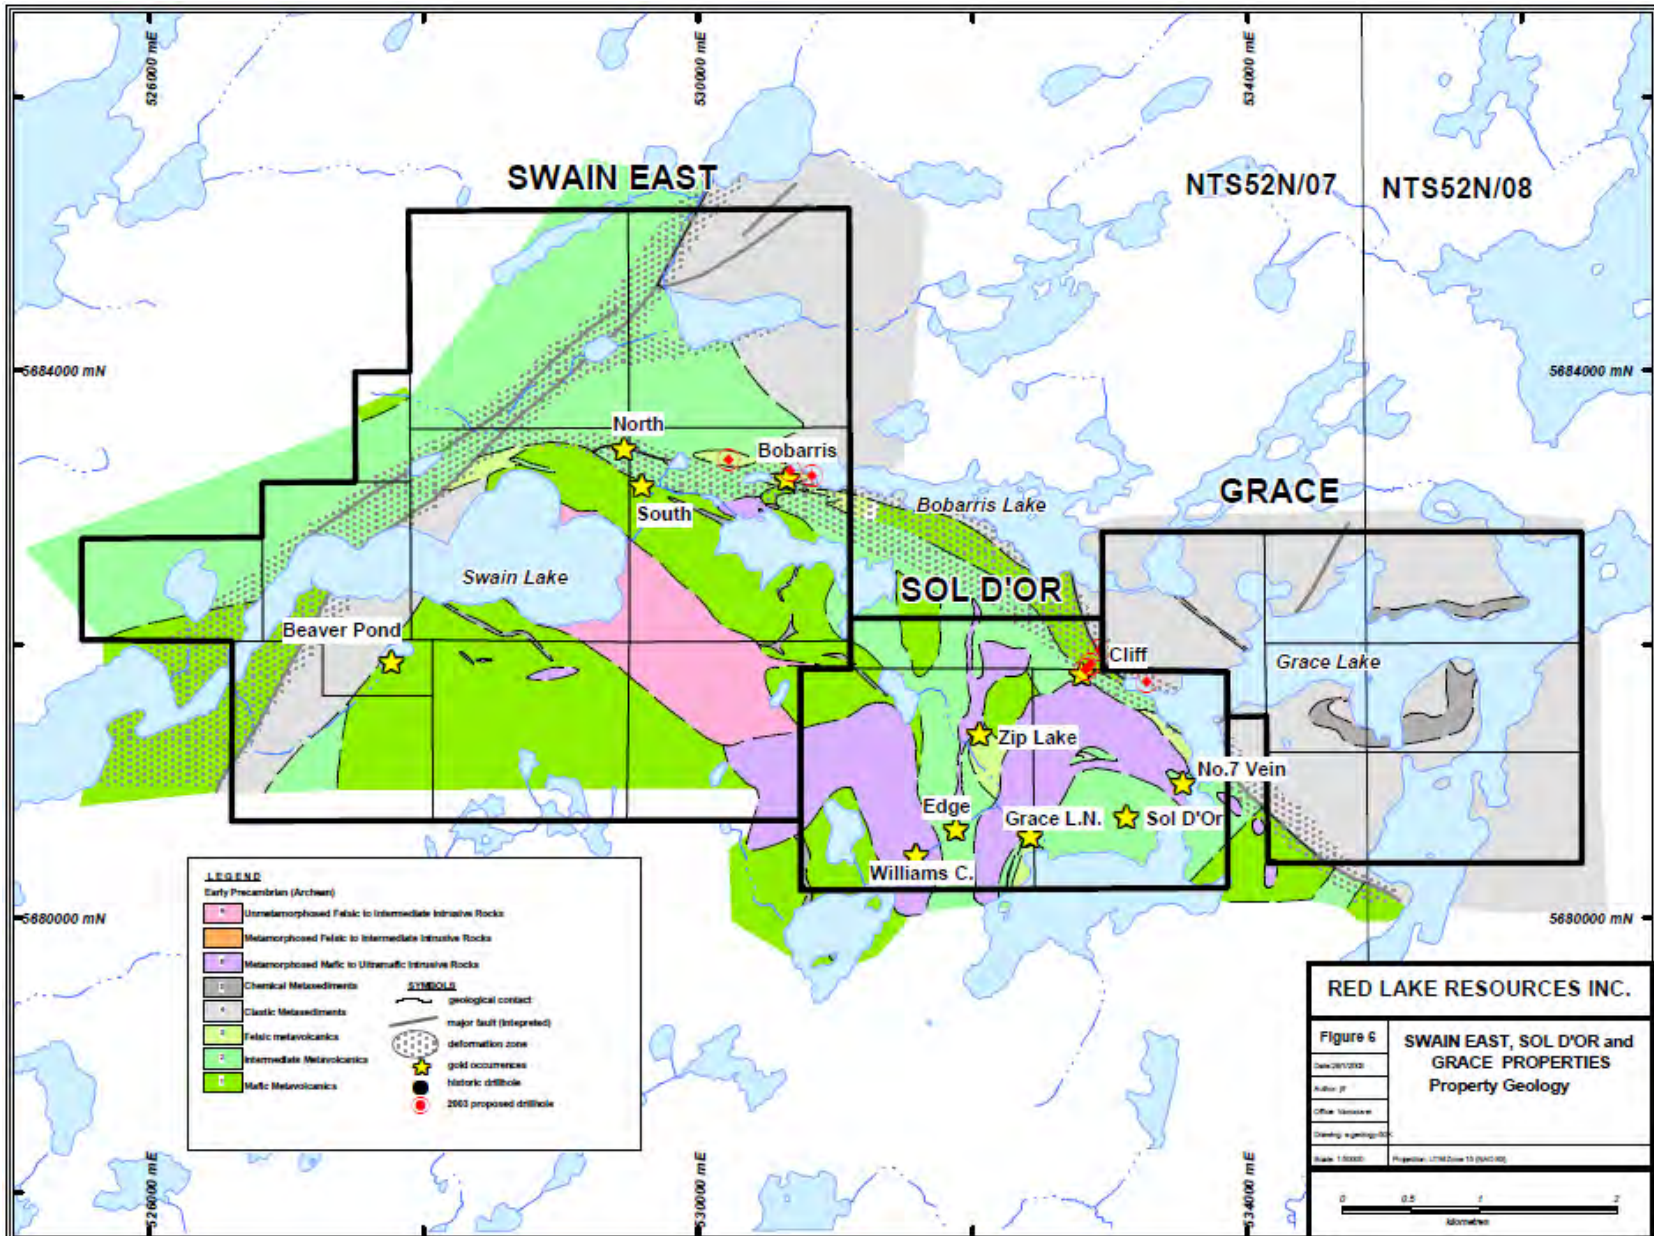 526000 mE
530000 mE
534000 mE
SWAIN EAST
NTS52N/07
NTS52N/08
5684000 mN
5684000 mN
North
Bobarris
South
GRACE
Bobarris Lake
Swain Lake
SOL D'OR
Beaver Pond
Cliff
Grace Lake
Zip Lake
No.7 Vein
Edge
Grace L.N.
Sol D'Or
Williams C.
5680000 mN
5680000 mN
LEGEND
Early Precambrian (Archean)
Unmetamorphosed Felsic to Intermediate Intrusive Rocks
Metamorphosed Felsic to Intermediate Intrusive Rocks
Metamorphosed Mafic to Ultramafic Intrusive Rocks
Chemical Metasediments
Clastic Metasediments
Felsic metavolcanics
Intermediate Metavolcanics
Mafic Metavolcanics
SYMBOLS
geological contact
major fault (Intepreted)
deformation zone
gold occurrences
historic drillhole
2003 proposed drillhole
RED LAKE RESOURCES INC.
Figure 6
SWAIN EAST, SOL D'OR and
GRACE PROPERTIES
Property Geology
Office: Vancouver
0 0.5 1 2
kilometres
526000 mE
530000 mE
534000 mE